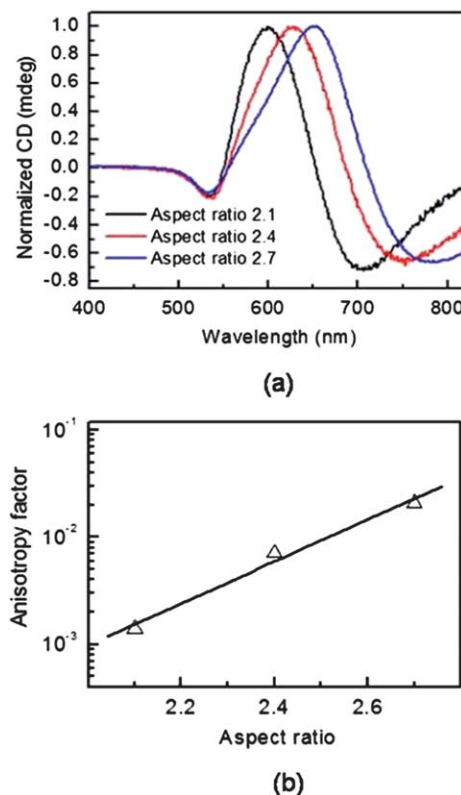 Normalized CD (mdeg)
1.0
0.8
0.6
0.4
0.2
0.0
-0.2
-0.4
-0.6
-0.8
Aspect ratio 2.1
Aspect ratio 2.4
Aspect ratio 2.7
400 500 600 700 800
Wavelength (nm)
(a)
Anisotropy factor
10-1
10-2
10-3
2.2 2.4 2.6
Aspect ratio
(b)